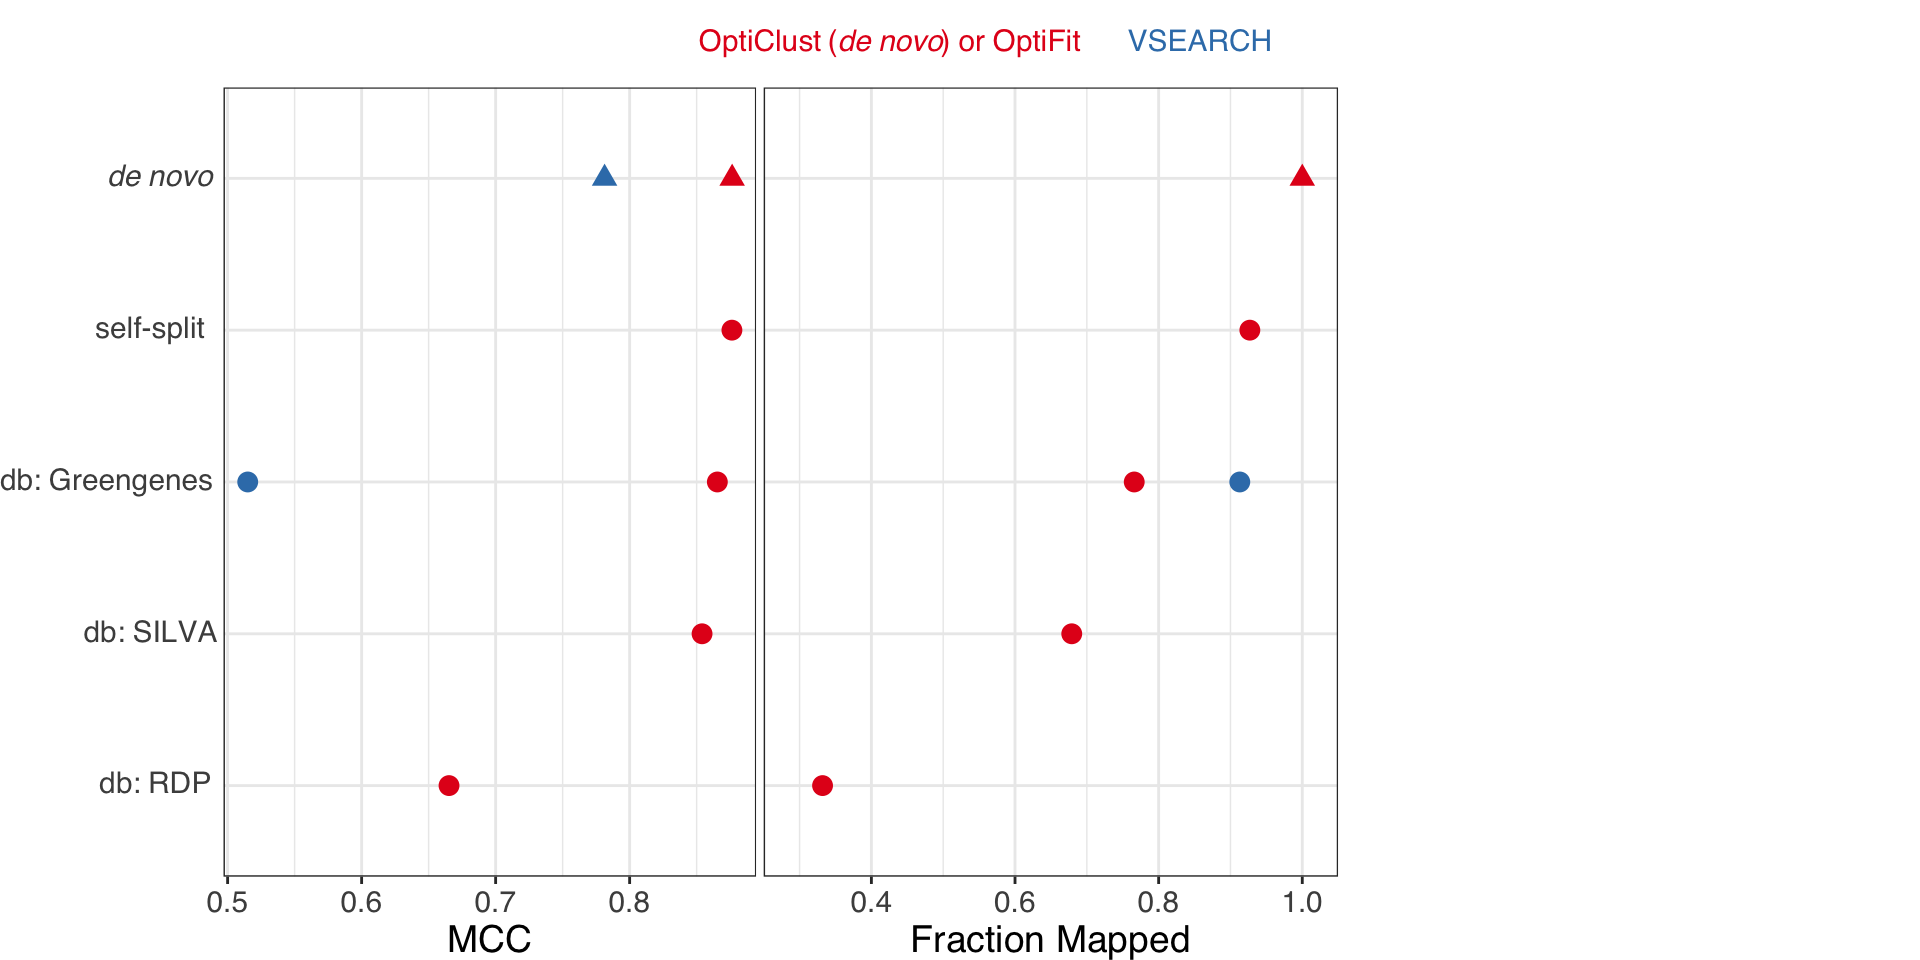 OptiClust (de novo) or OptiFit VSEARCH
de novo
self-split
db: Greengenes
db: SILVA
db: RDP
0.5 0.6 0.7 0.8 0.4 0.6 0.8 1.0
MCC Fraction Mapped